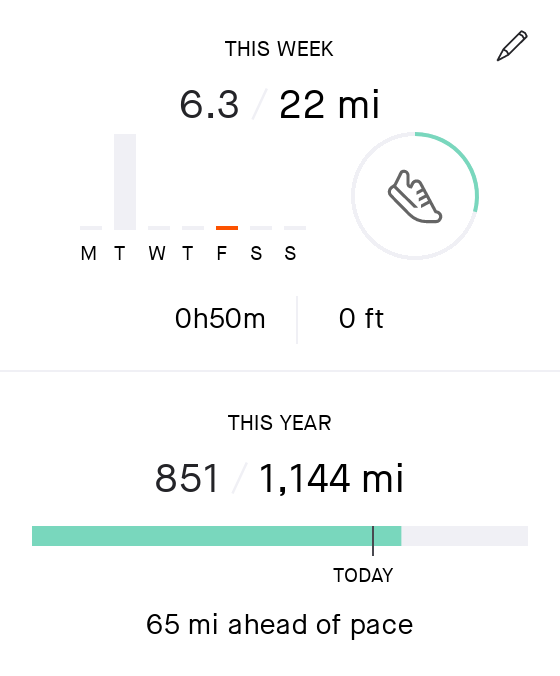 THIS WEEK
6.3 / 22 mi
M T W T F S S
0h50m 0 ft
THIS YEAR
851 / 1,144 mi
TODAY
65 mi ahead of pace